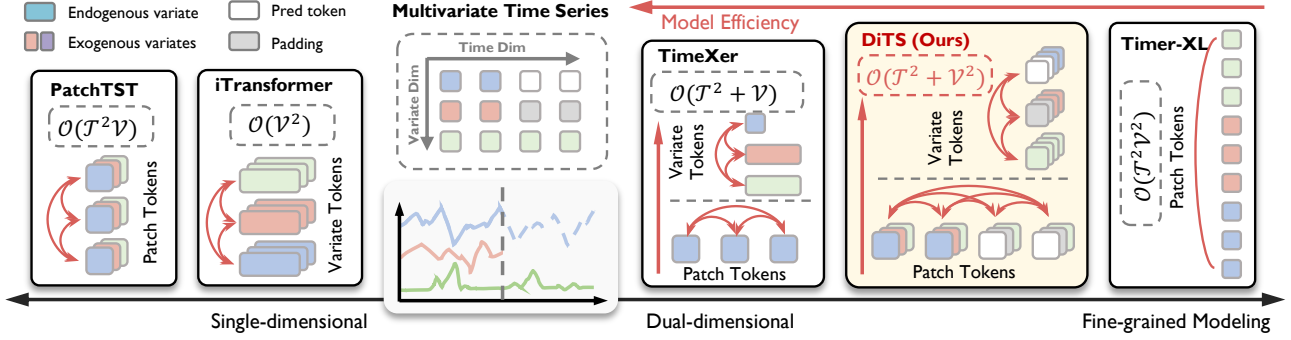 Endogenous variate
Pred token
Exogenous variates
Padding
Multivariate Time Series
Model Efficiency
Time Dim
Variate Dim
PatchTST
O(T²V)
Patch Tokens
iTransformer
O(V²)
Variate Tokens
TimeXer
O(T² + V)
Variate
Tokens
Patch Tokens
DiTS (Ours)
O(T² + V²)
Variate
Tokens
Patch Tokens
Timer-XL
O(T²V²)
Patch Tokens
Single-dimensional
Dual-dimensional
Fine-grained Modeling